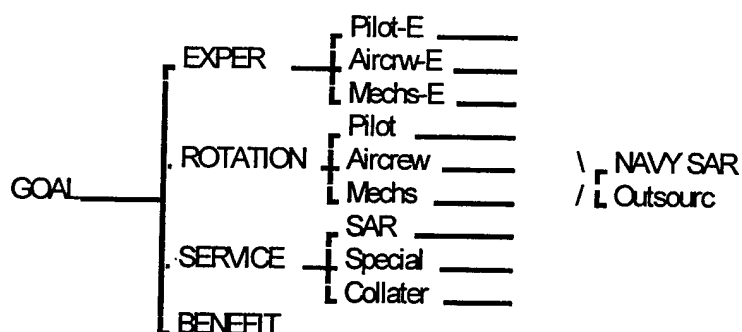 Pilot-E
EXPER Aircrw-E
Mechs-E
Pilot
ROTATION Aircrew \ NAVY SAR
GOAL Mechs / Outsourc
SAR
SERVICE Special
Collater
BENEFIT